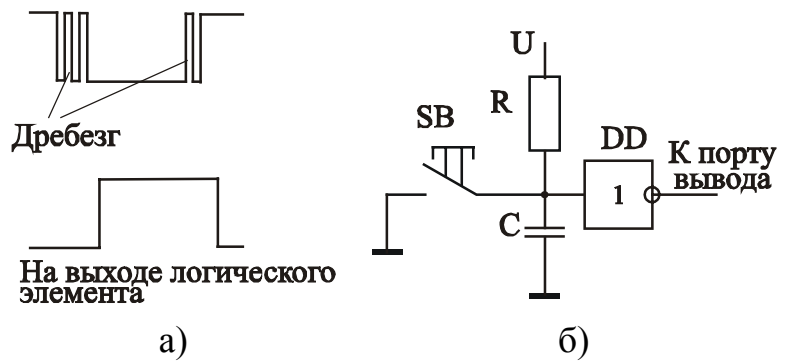 Дребезг
На выходе логического
элемента
а)
U
R
SB
DD
К порту
вывода
1
C
б)